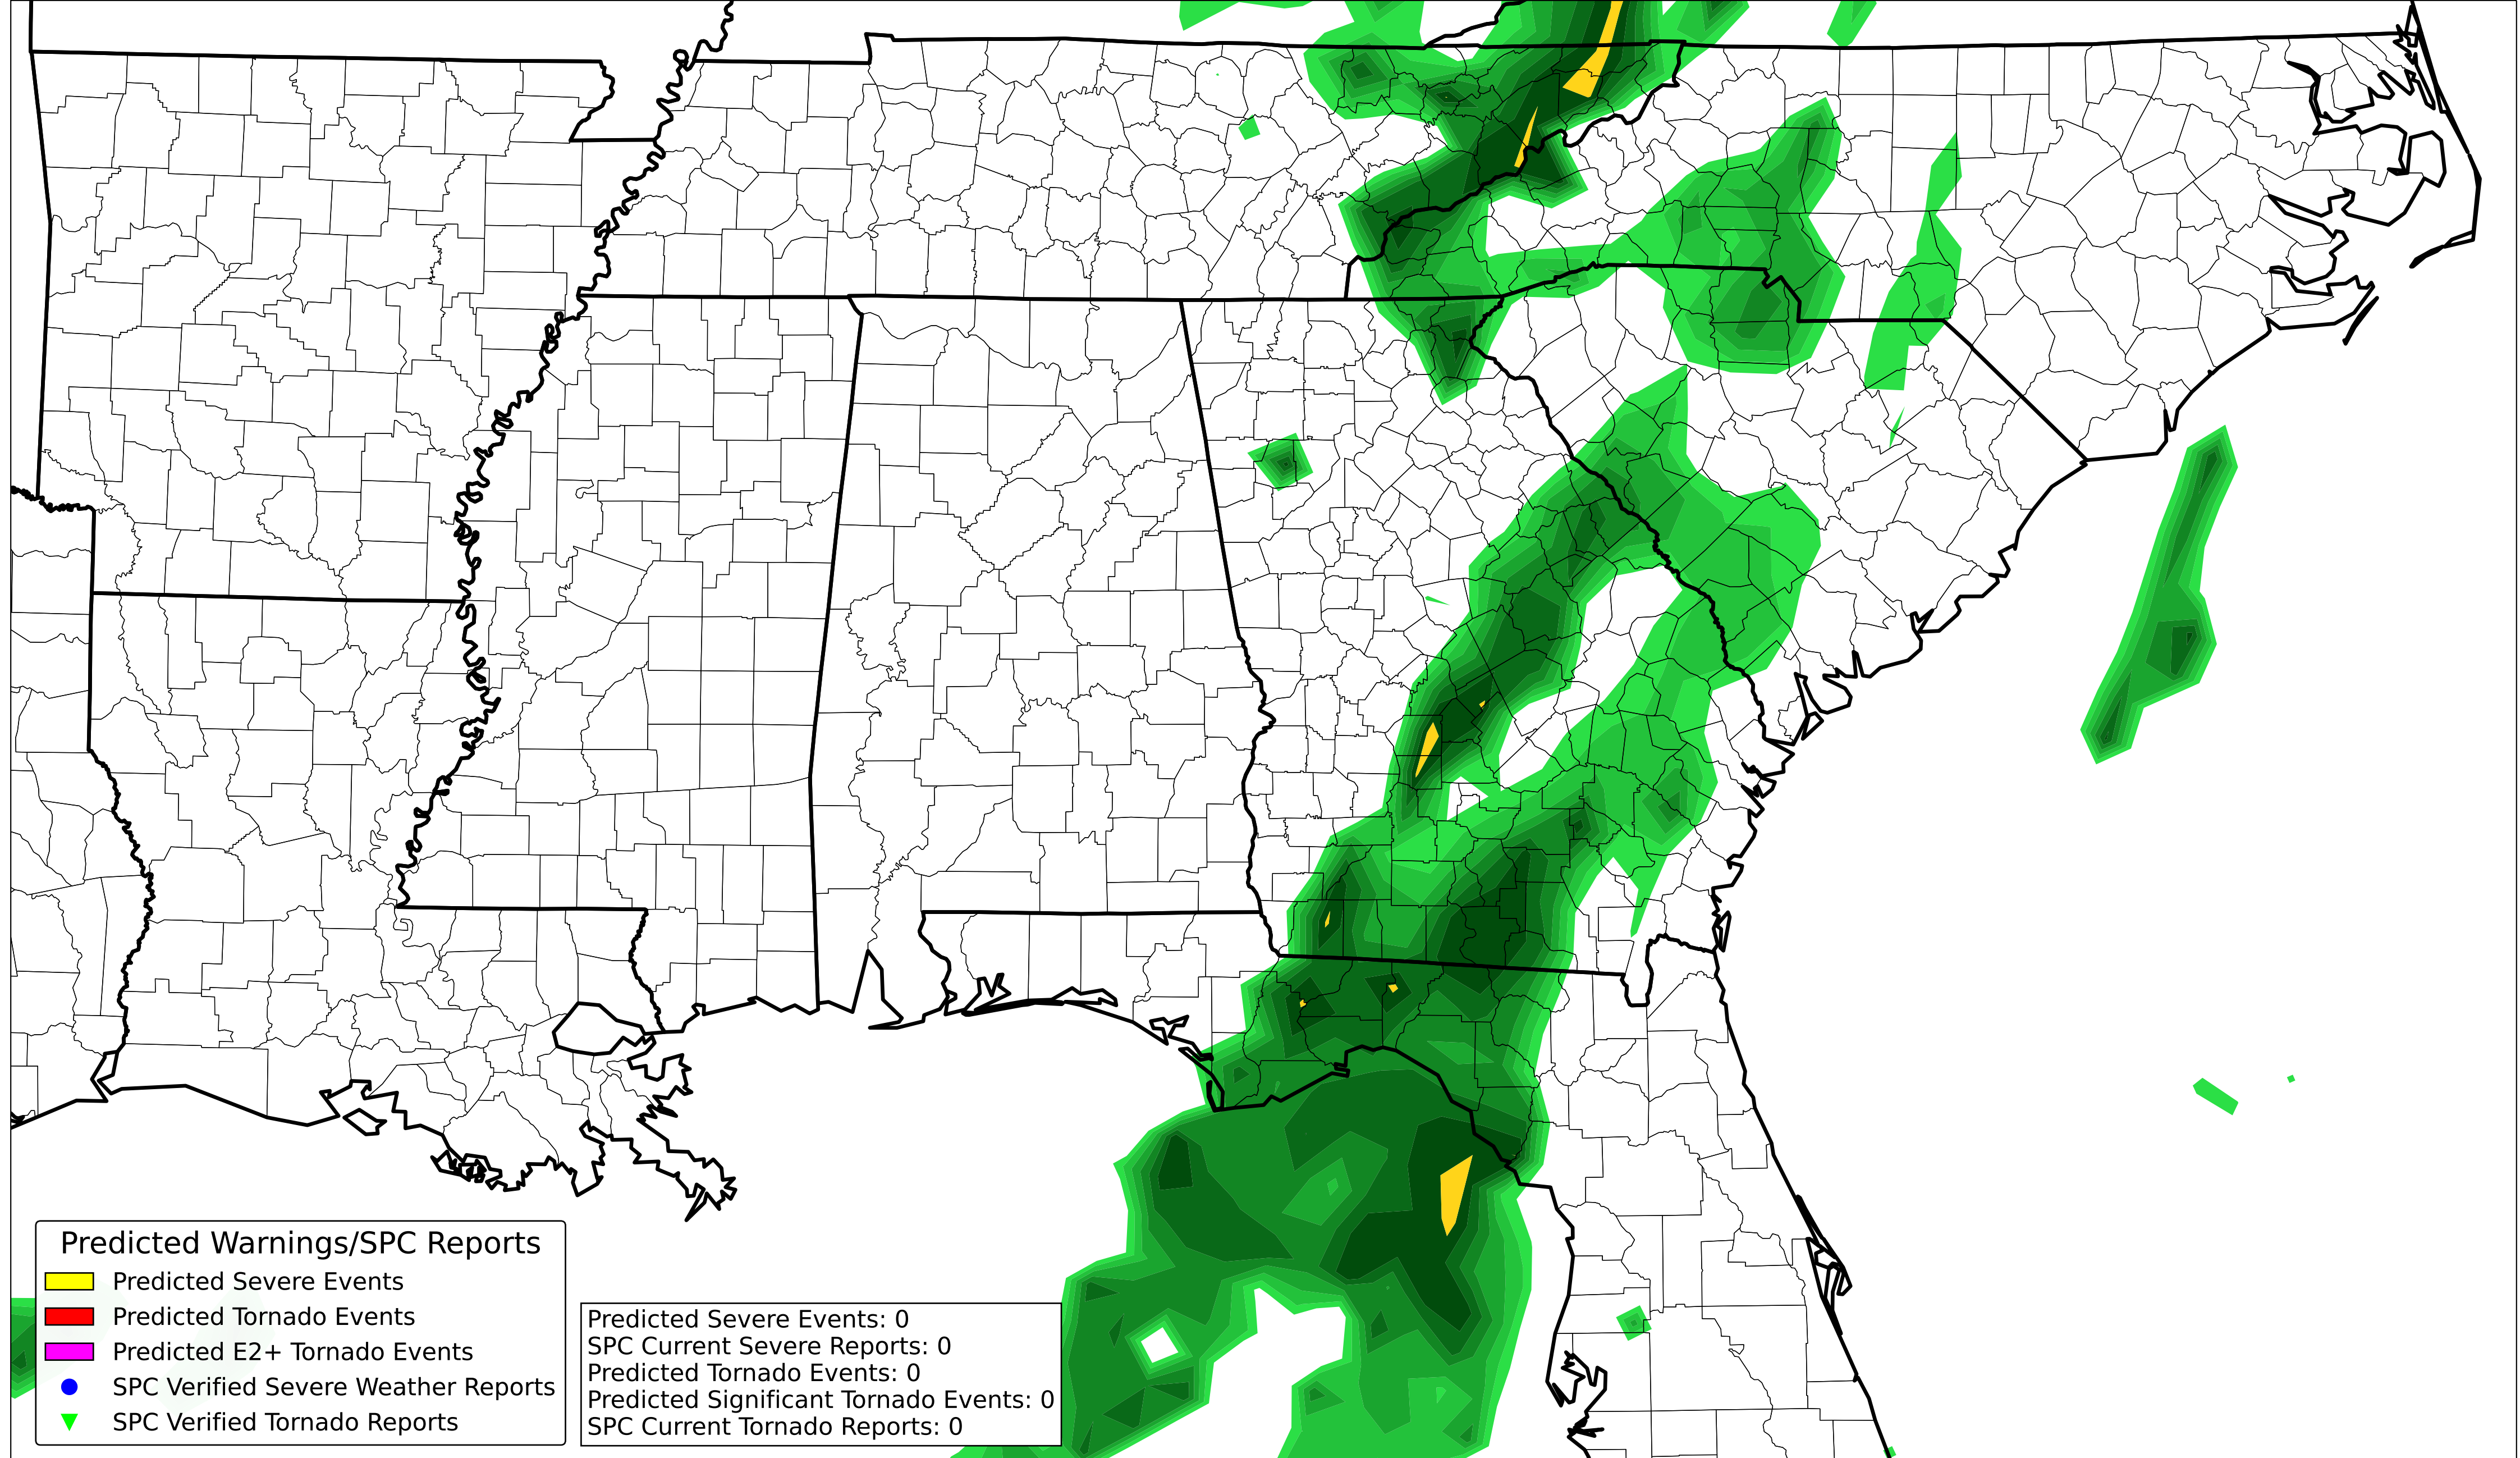 Predicted Warnings/SPC Reports
Predicted Severe Events
Predicted Tornado Events
Predicted E2+ Tornado Events
SPC Verified Severe Weather Reports
SPC Verified Tornado Reports
Predicted Severe Events: 0
SPC Current Severe Reports: 0
Predicted Tornado Events: 0
Predicted Significant Tornado Events: 0
SPC Current Tornado Reports: 0